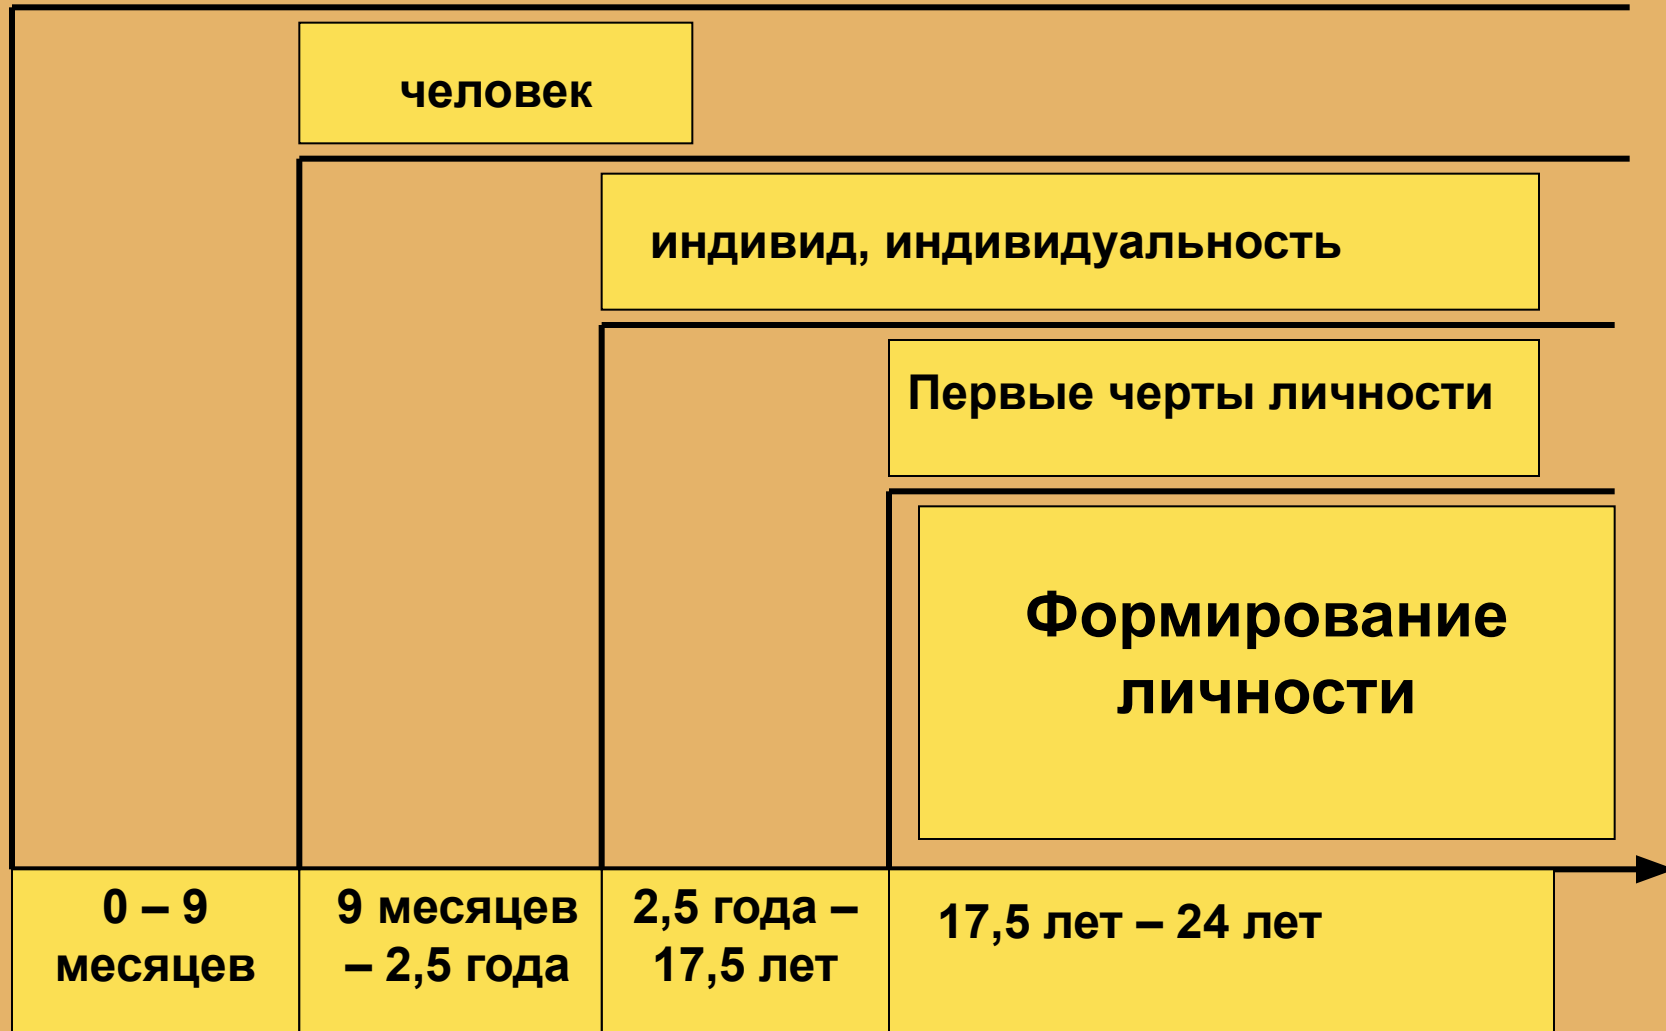 человек
индивид, индивидуальность
Первые черты личности
Формирование
личности
0 – 9
месяцев
9 месяцев
– 2,5 года
2,5 года –
17,5 лет
17,5 лет – 24 лет